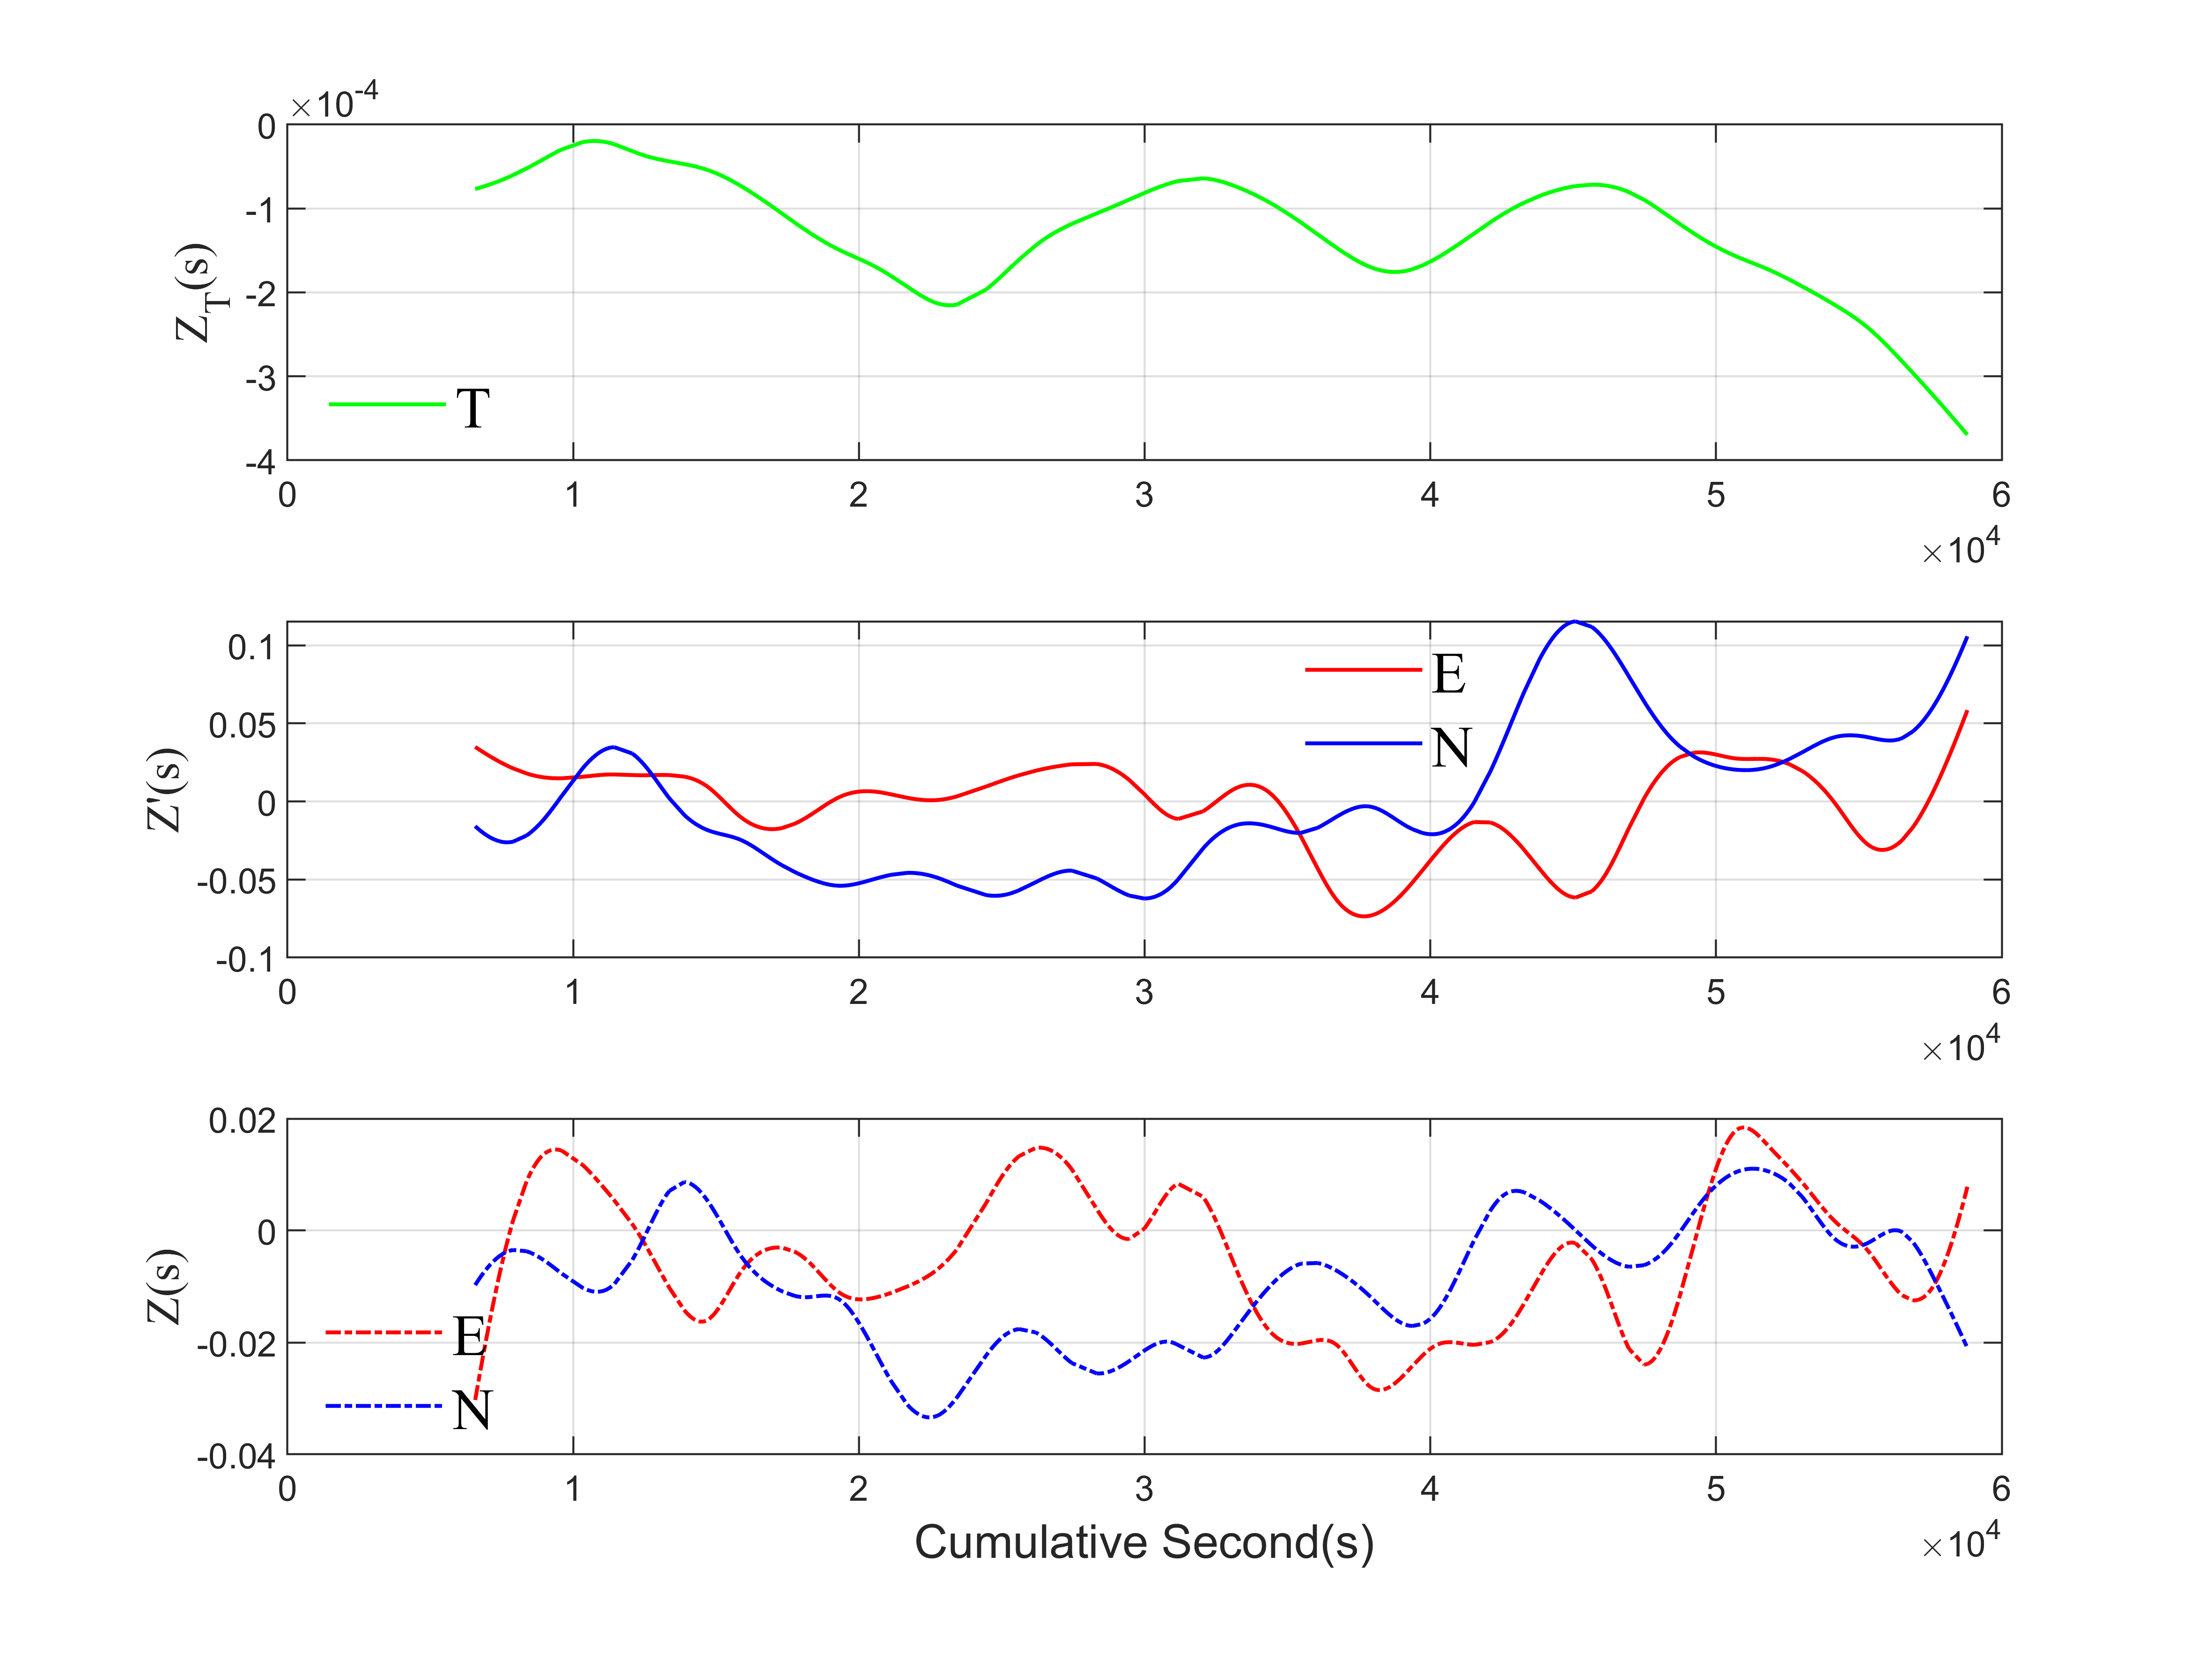 ×10-4
0
-1
-2
-3
-4
ZT(s)
T
0 1 2 3 4 5 6
×104
0.1
0.05
0
-0.05
-0.1
Z'(s)
E
N
0 1 2 3 4 5 6
×104
0.02
0
-0.02
-0.04
Z(s)
E
N
0 1 2 3 4 5 6
Cumulative Second(s)
×104